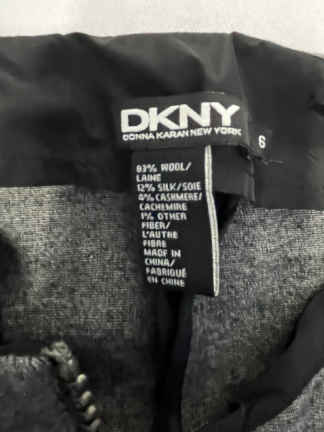 DKNY
DONNA KARAN NEW YORK
6
83% WOOL/
LAINE
12% SILK/SOIE
4% CASHMERE/
CACHEMIRE
1% OTHER
FIBER/
L'AUTRE
FIBRE
MADE IN
CHINA/
FABRIQUÉ
EN CHINE